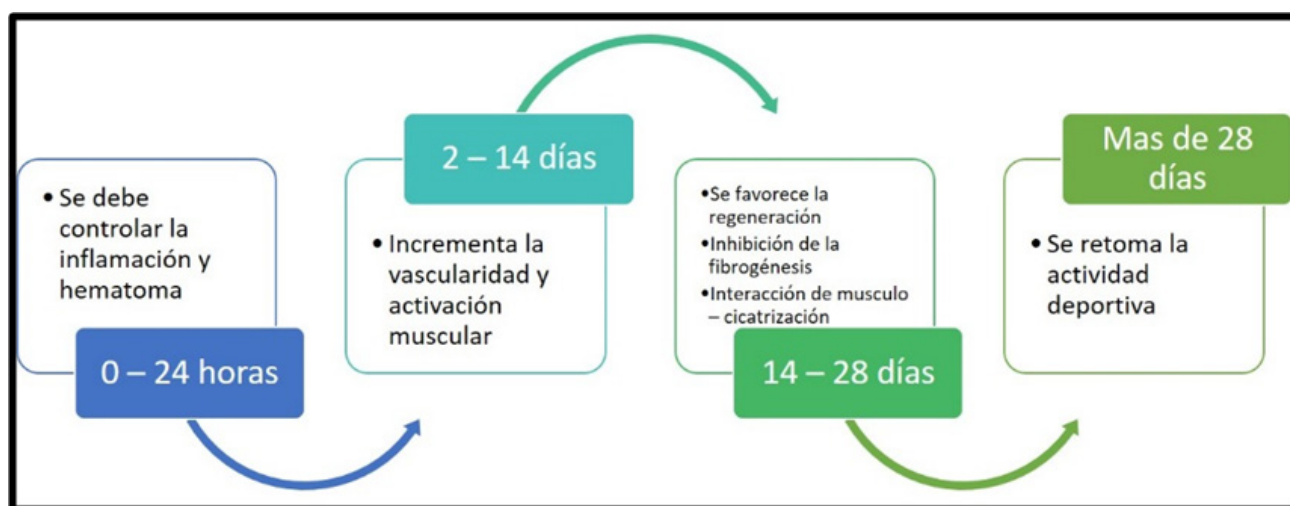 • Se debe
controlar la
inflamación y
hematoma
0 – 24 horas
2 – 14 días
• Incrementa la
vascularidad y
activación
muscular
•Se favorece la
regeneración
•Inhibición de la
fibrogénesis
•Interacción de musculo
– cicatrización
14 – 28 días
Mas de 28
días
• Se retoma la
actividad
deportiva